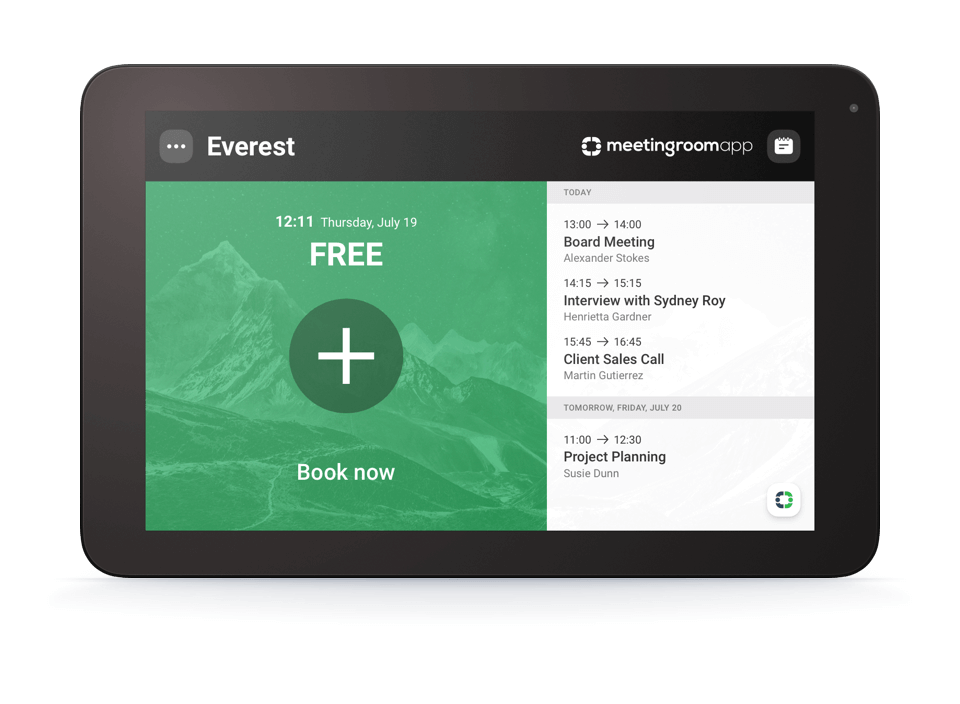 Everest
meetingroomapp
12:11 Thursday, July 19
FREE
Book now
TODAY
13:00 → 14:00
Board Meeting
Alexander Stokes
14:15 → 15:15
Interview with Sydney Roy
Henrietta Gardner
15:45 → 16:45
Client Sales Call
Martin Gutierrez
TOMORROW, FRIDAY, JULY 20
11:00 → 12:30
Project Planning
Susie Dunn